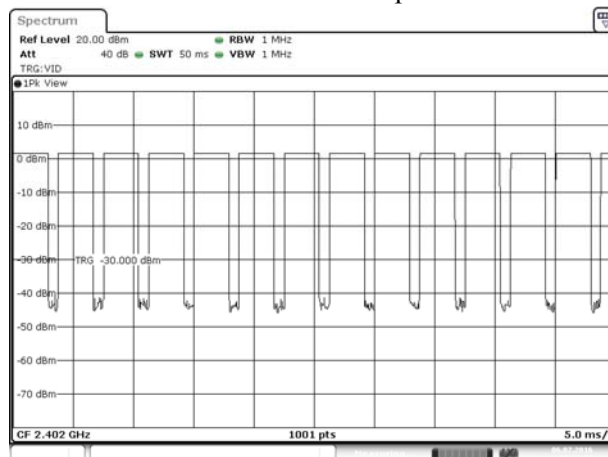 Spectrum
Ref Level 20.00 dBm RBW 1 MHz
Att 40 dB SWT 50 ms VBW 1 MHz
TRG:VID
1Pk View
10 dBm
0 dBm
-10 dBm
-20 dBm
-30 dBm
TRG -30.000 dBm
-40 dBm
-50 dBm
-60 dBm
-70 dBm
CF 2.402 GHz 1001 pts 5.0 ms/